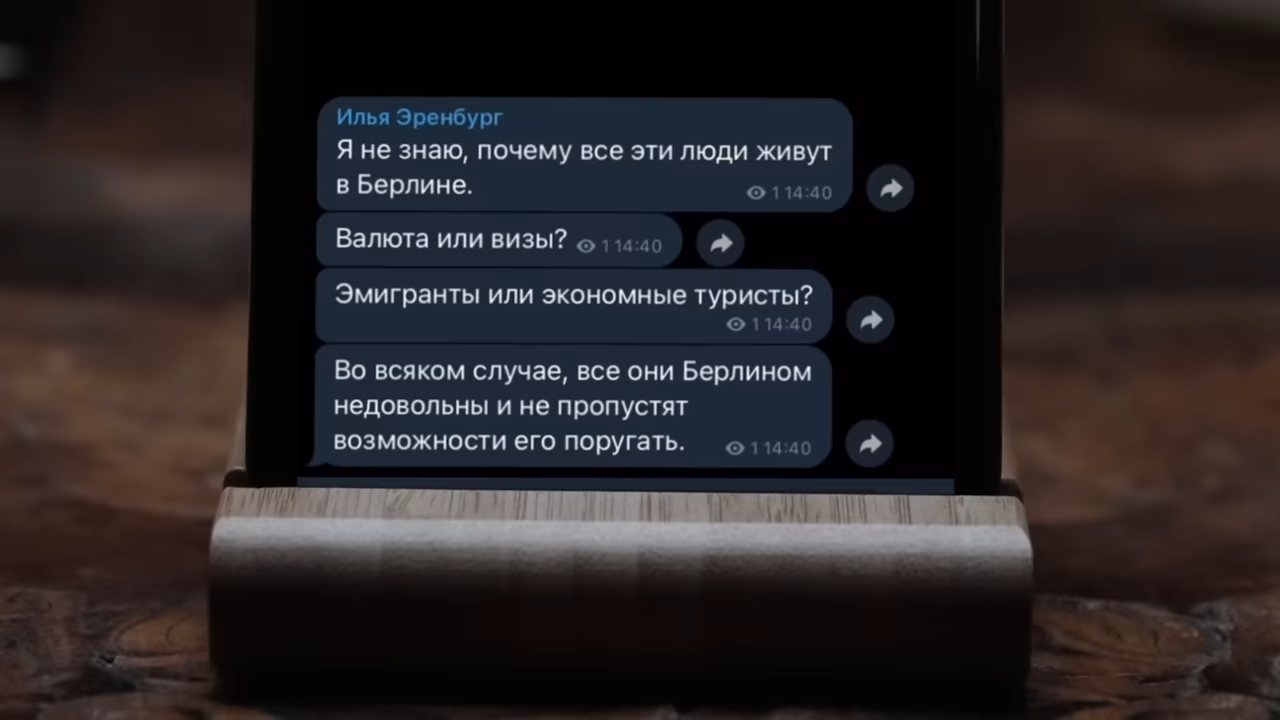 Илья Эренбург
Я не знаю, почему все эти люди живут
в Берлине.
1 14:40
Валюта или визы? 1 14:40
Эмигранты или экономные туристы?
1 14:40
Во всяком случае, все они Берлином
недовольны и не пропустят
возможности его поругать. 1 14:40